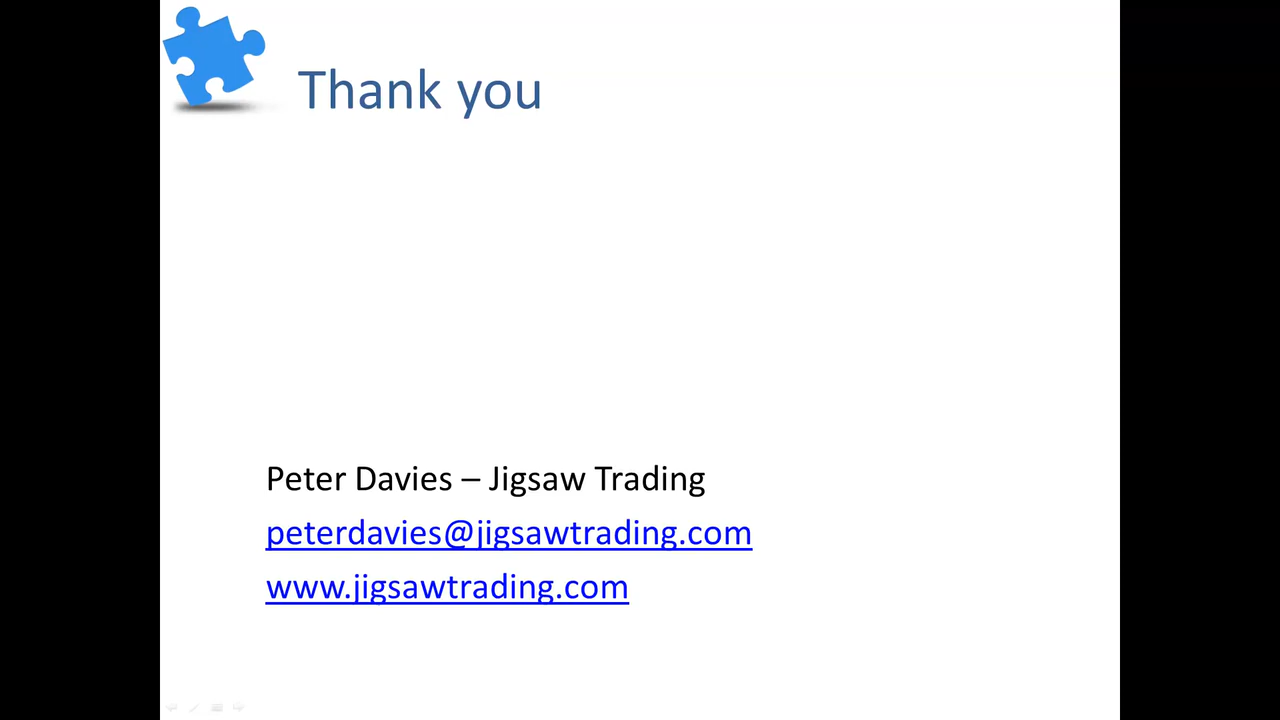 Thank you
Peter Davies – Jigsaw Trading
peterdavies@jigsawtrading.com
www.jigsawtrading.com